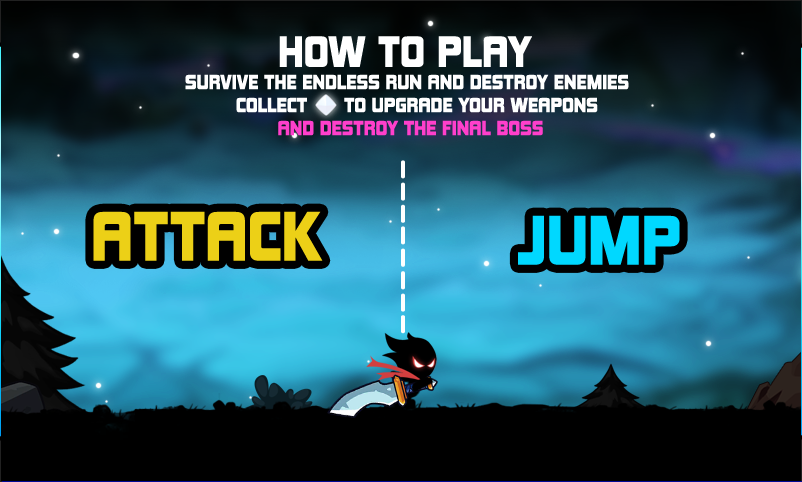 HOW TO PLAY
SURVIVE THE ENDLESS RUN AND DESTROY ENEMIES
COLLECT TO UPGRADE YOUR WEAPONS
AND DESTROY THE FINAL BOSS
ATTACK
JUMP